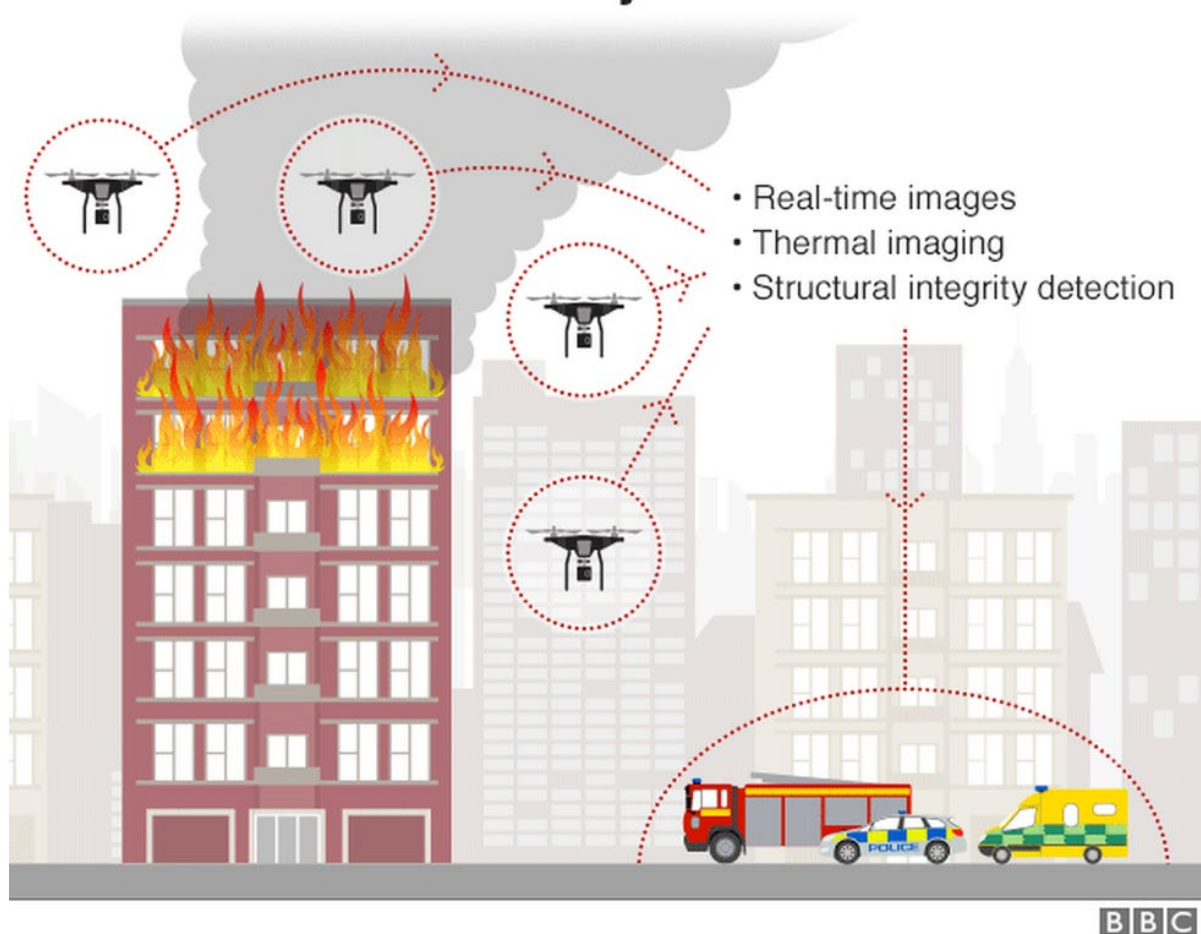 • Real-time images
• Thermal imaging
• Structural integrity detection
POLICE
BBC